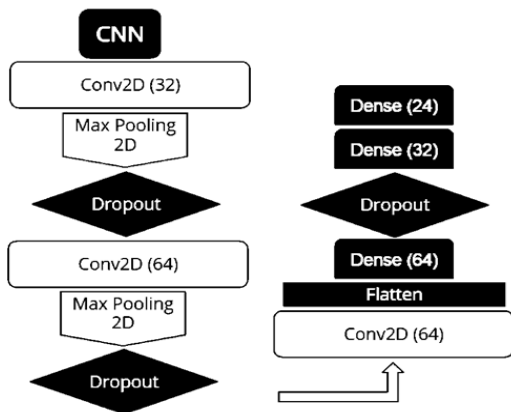 CNN
Conv2D (32)
Max Pooling
2D
Dropout
Conv2D (64)
Max Pooling
2D
Dropout
Conv2D (64)
Flatten
Dense (64)
Dropout
Dense (32)
Dense (24)